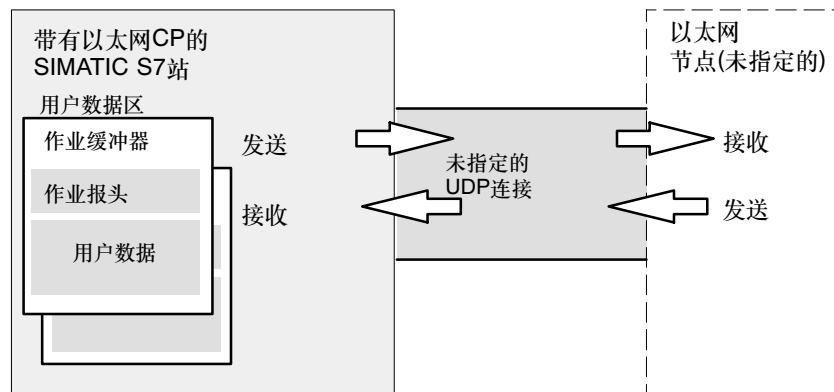 带有以太网CP的
SIMATIC S7站
用户数据区
作业缓冲器
作业报头
用户数据
发送
接收
未指定的
UDP连接
以太网
节点(未指定的)
接收
发送